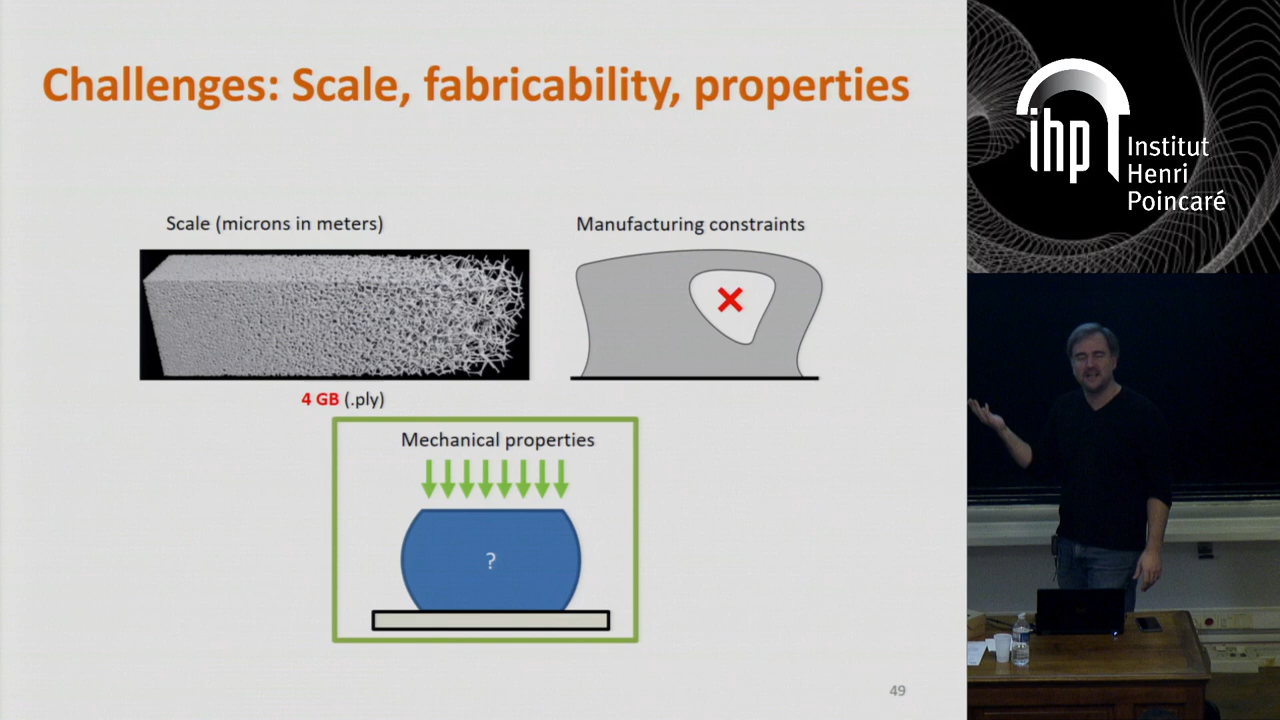 Challenges: Scale, fabricability, properties
Scale (microns in meters)
Manufacturing constraints
4 GB (.ply)
Mechanical properties
?
49
ihp
Institut
Henri
Poincaré